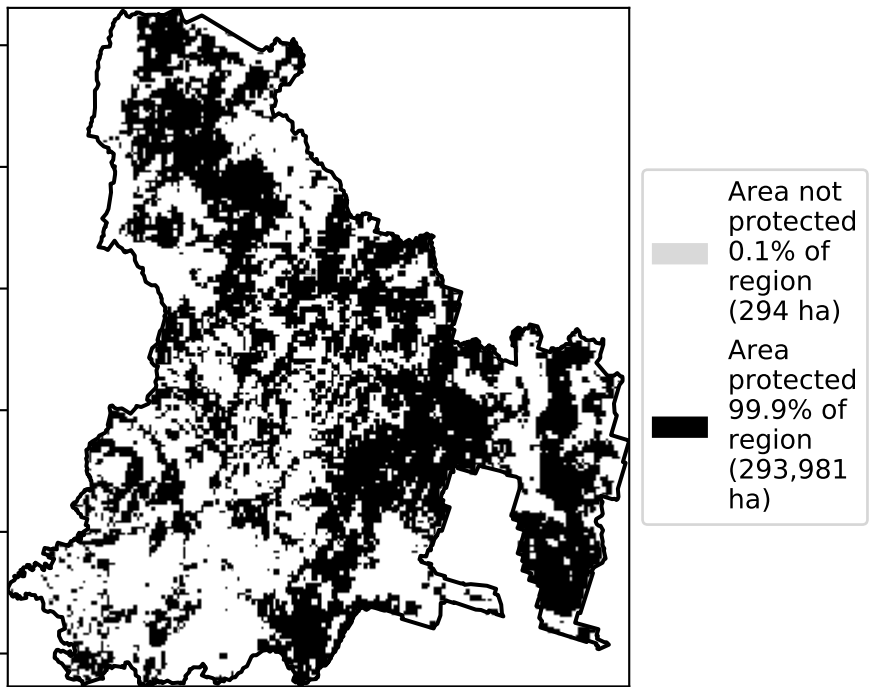 Area not
protected
0.1% of
region
(294 ha)
Area
protected
99.9% of
region
(293,981
ha)